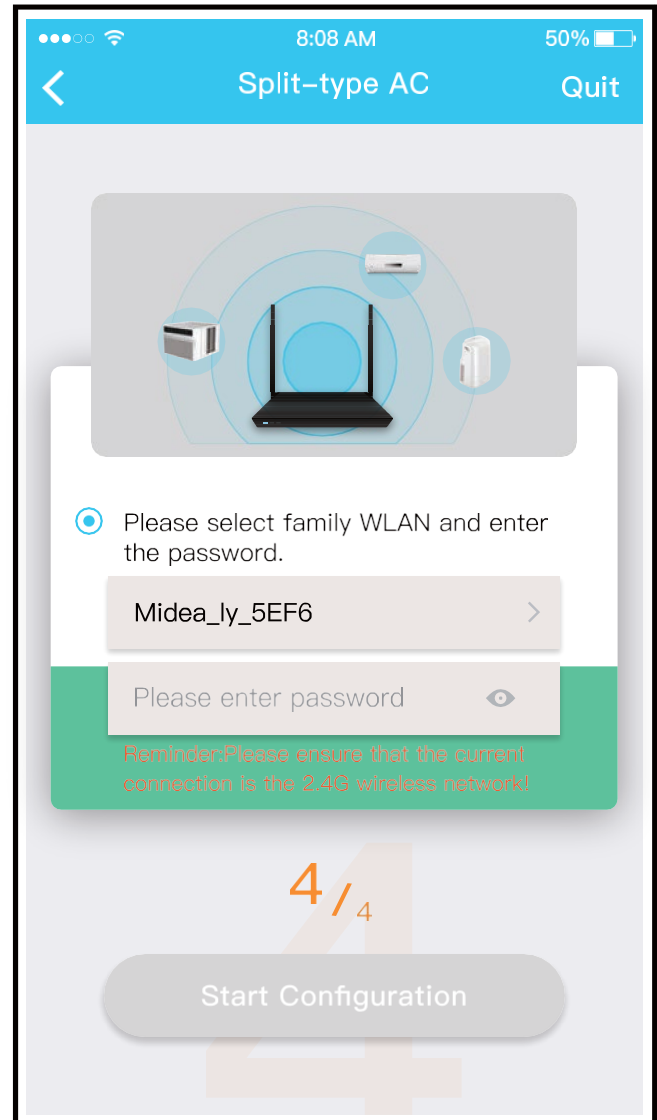 8:08 AM
50%
Split-type AC
Quit
Please select family WLAN and enter
the password.
Midea_ly_5EF6
Please enter password
Reminder:Please ensure that the current
connection is the 2.4G wireless network!
4/4
4
Start Configuration